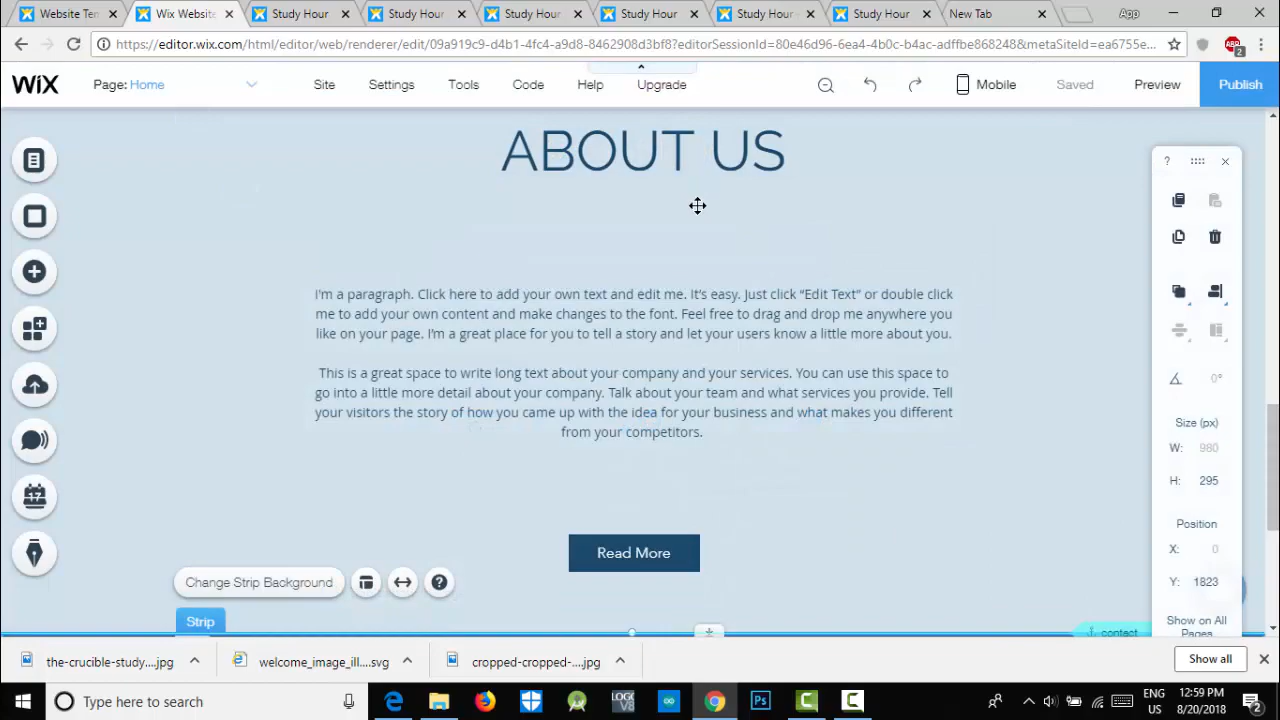 Website Ten
Wix Website
Study Hour
Study Hour
Study Hour
Study Hour
Study Hour
Study Hour
New Tab
App
https://editor.wix.com/html/editor/web/renderer/edit/09a919c9-d4b1-4fc4-a9d8-8462908d3bf8?editorSessionId=80e46d96-6ea4-4b0c-b4ac-adffbe868248&metaSiteId=ea6755e...
ABP
2
WiX
Page: Home
Site
Settings
Tools
Code
Help
Upgrade
Mobile
Saved
Preview
Publish
ABOUT US
I'm a paragraph. Click here to add your own text and edit me. It's easy. Just click “Edit Text” or double click
me to add your own content and make changes to the font. Feel free to drag and drop me anywhere you
like on your page. I'm a great place for you to tell a story and let your users know a little more about you.
This is a great space to write long text about your company and your services. You can use this space to
go into a little more detail about your company. Talk about your team and what services you provide. Tell
your visitors the story of how you came up with the idea for your business and what makes you different
from your competitors.
Read More
?
0°
Size (px)
W: 980
H: 295
Position
X: 0
Y: 1823
Show on All
Pages
17
Change Strip Background
?
Strip
contact
the-crucible-study....jpg
welcome_image_ill....svg
cropped-cropped-....jpg
Show all
Type here to search
LOGO
V8
Ps
C
C
ENG
US
12:59 PM
8/20/2018
2